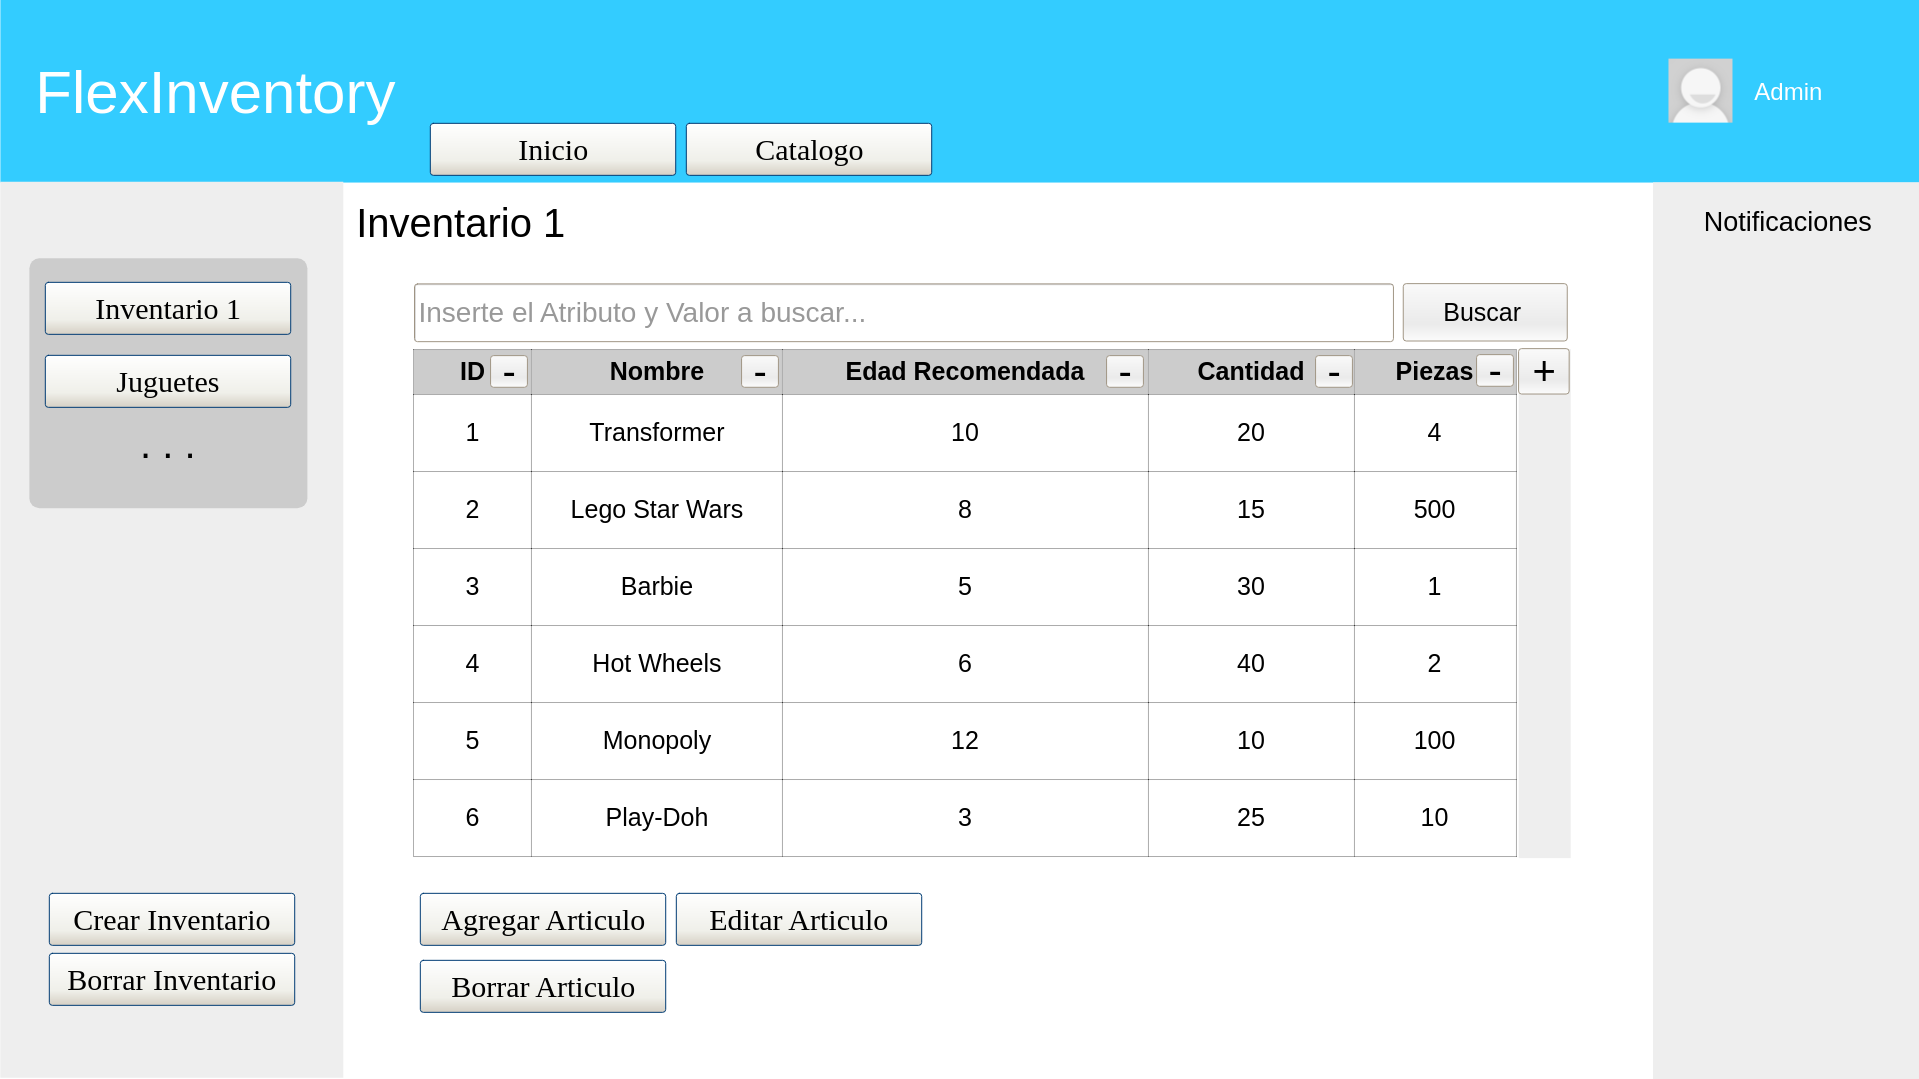 FlexInventory
Admin
Inicio Catalogo
Inventario 1
Notificaciones
Inventario 1
Juguetes
. . .
Inserte el Atributo y Valor a buscar... Buscar
ID - Nombre - Edad Recomendada - Cantidad - Piezas - +
1 Transformer 10 20 4
2 Lego Star Wars 8 15 500
3 Barbie 5 30 1
4 Hot Wheels 6 40 2
5 Monopoly 12 10 100
6 Play-Doh 3 25 10
Crear Inventario
Borrar Inventario
Agregar Articulo Editar Articulo
Borrar Articulo